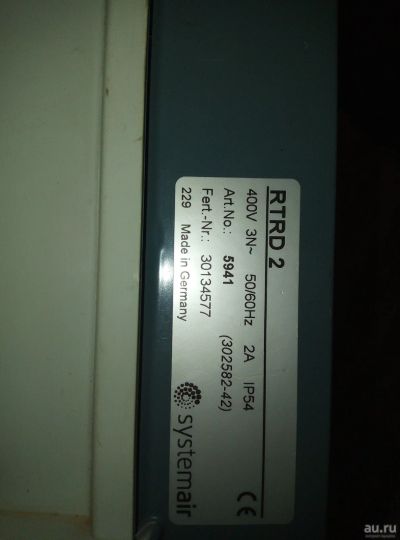 RTRD 2
400V 3N~ 50/60Hz 2A IP54
Art.No.: 5941 (302582-42)
Fert.-Nr.: 30134577
229 Made in Germany
CE
systemair
au.ru